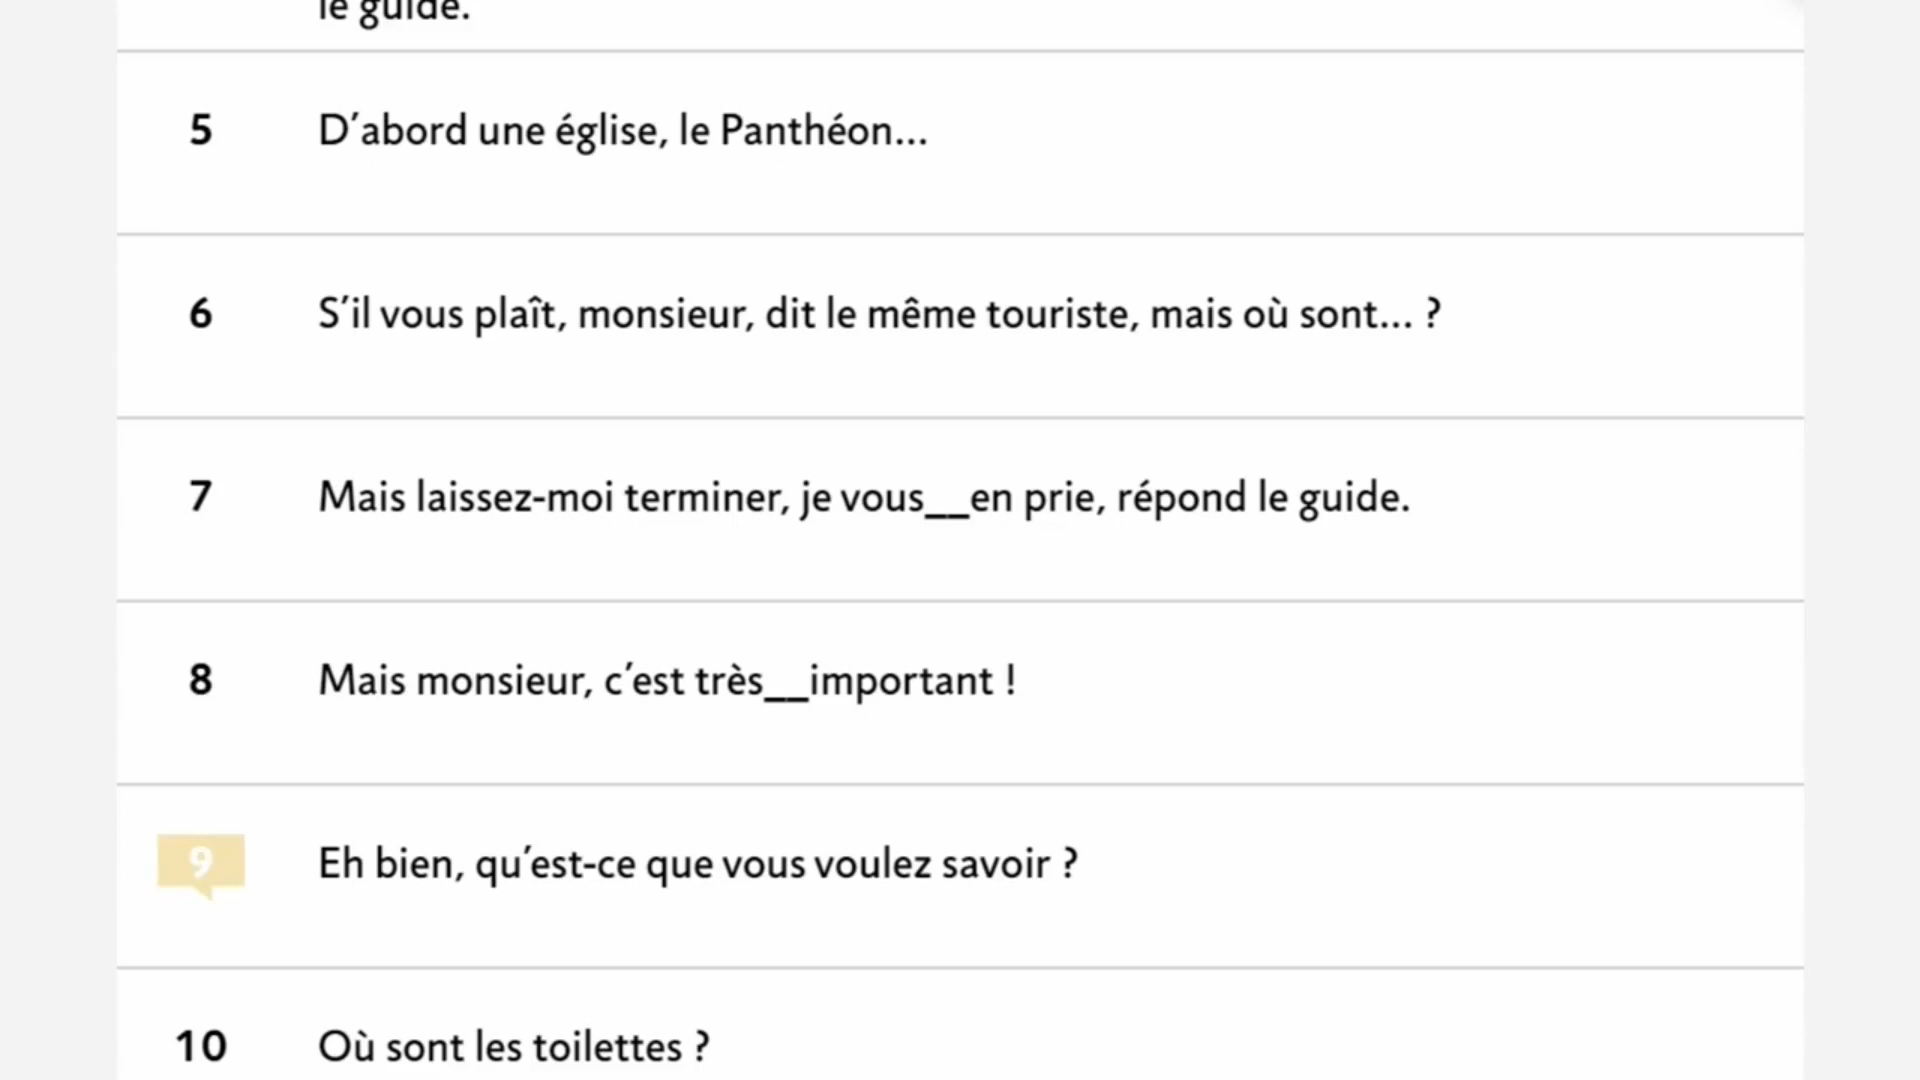 le guide.
5 D'abord une église, le Panthéon...
6 S'il vous plaît, monsieur, dit le même touriste, mais où sont... ?
7 Mais laissez-moi terminer, je vous__en prie, répond le guide.
8 Mais monsieur, c'est très__important !
9 Eh bien, qu'est-ce que vous voulez savoir ?
10 Où sont les toilettes ?